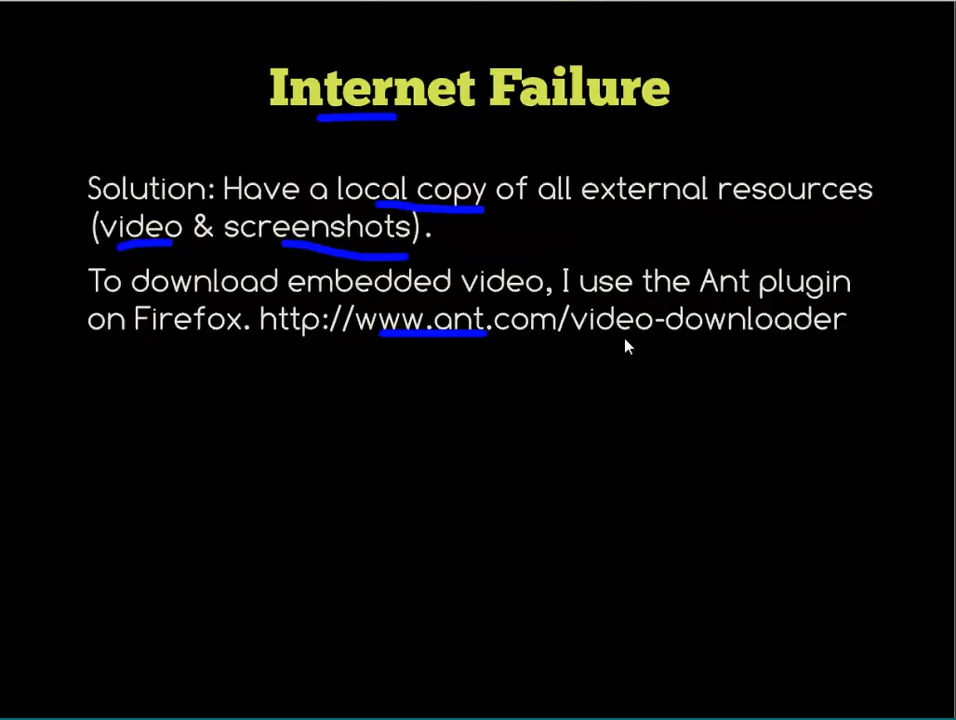 Internet Failure
Solution: Have a local copy of all external resources
(video & screenshots).
To download embedded video, I use the Ant plugin
on Firefox. http://www.ant.com/video-downloader